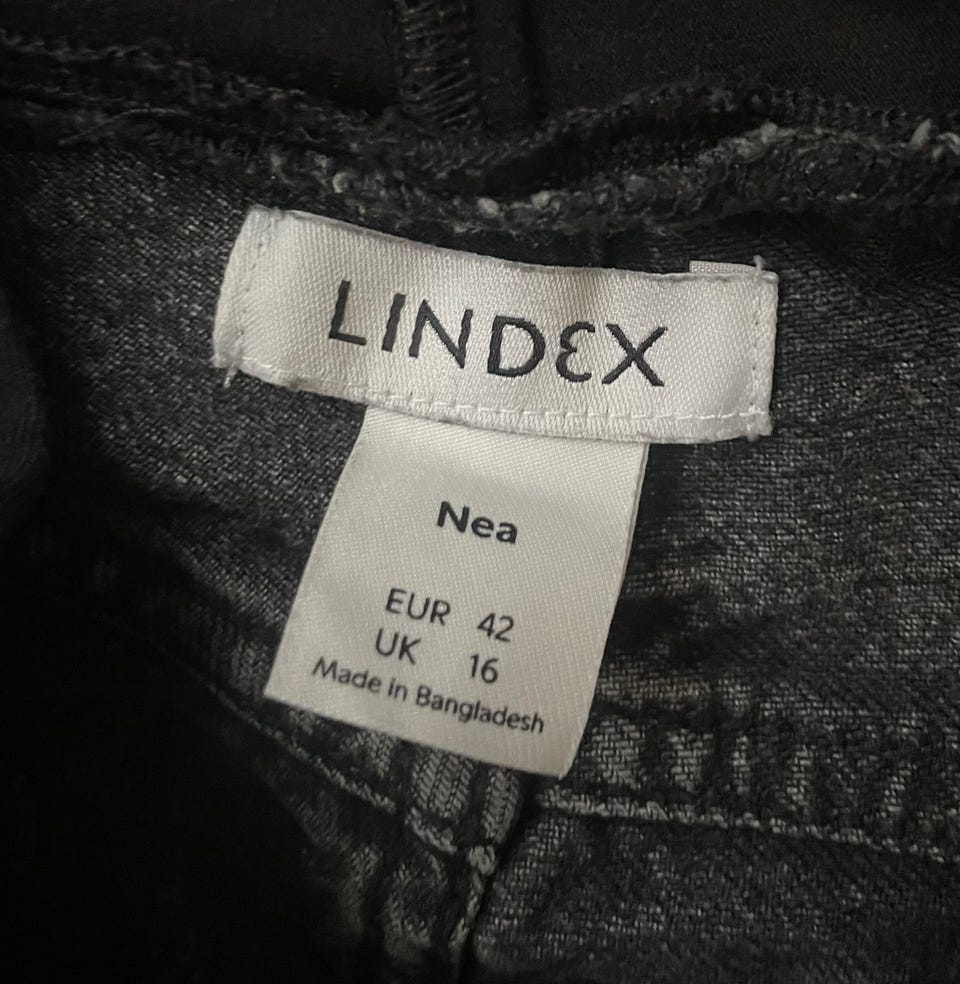 LINDEX
Nea
EUR 42
UK 16
Made in Bangladesh